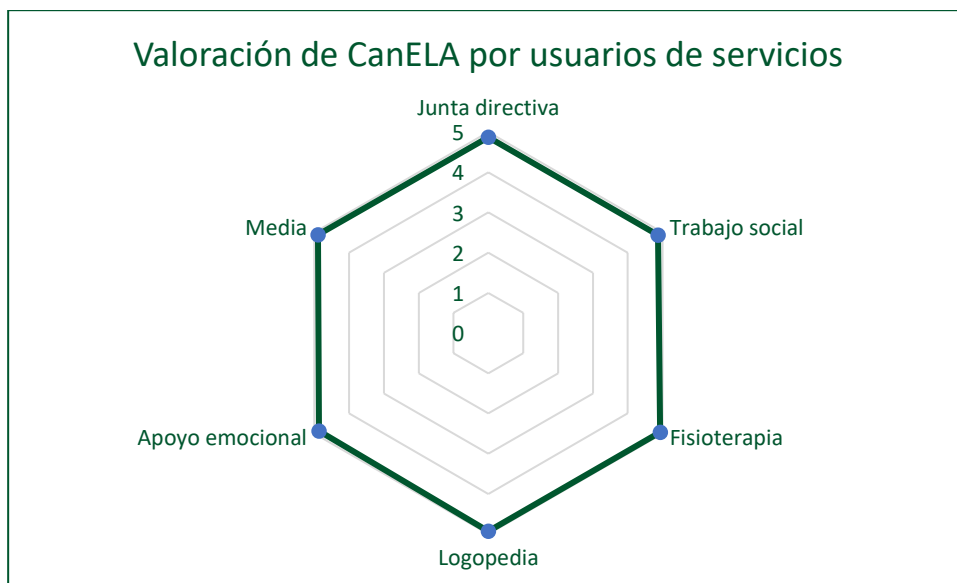 Valoración de CanELA por usuarios de servicios
Junta directiva
5
4
3
2
1
0
Media
Trabajo social
Apoyo emocional
Fisioterapia
Logopedia